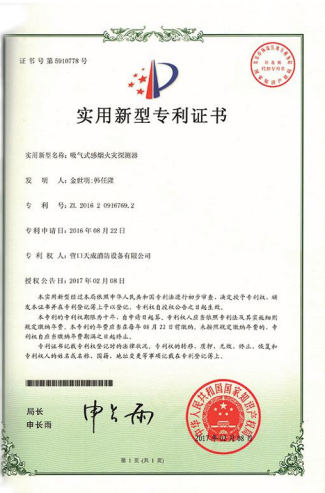 证书号第5910778号
实用新型专利证书
实用新型名称：吸气式感烟火灾探测器
发 明 人：金世明;韩任隆
专 利 号：ZL 2016 2 0916769.2
专利申请日：2016年08月22日
专 利 权 人：营口天成消防设备有限公司
授权公告日：2017年02月08日
本实用新型经过本局依照中华人民共和国专利法进行初步审查，决定授予专利权，颁
发本证书并在专利登记簿上予以登记。专利权自授权公告之日起生效。
本专利的专利权期限为十年，自申请日起算。专利权人应当依照专利法及其实施细则
规定缴纳年费。本专利的年费应当在每年08月22日前缴纳。未按照规定缴纳年费的，专
利权自应当缴纳年费期满之日起终止。
专利证书记载专利权登记时的法律状况。专利权的转移、质押、无效、终止、恢复和
专利权人的姓名或名称、国籍、地址变更等事项记载在专利登记簿上。
局长
申长雨
申长雨
中华人民共和国国家知识产权局
2017年02月08日
第 1 页（共 1 页）